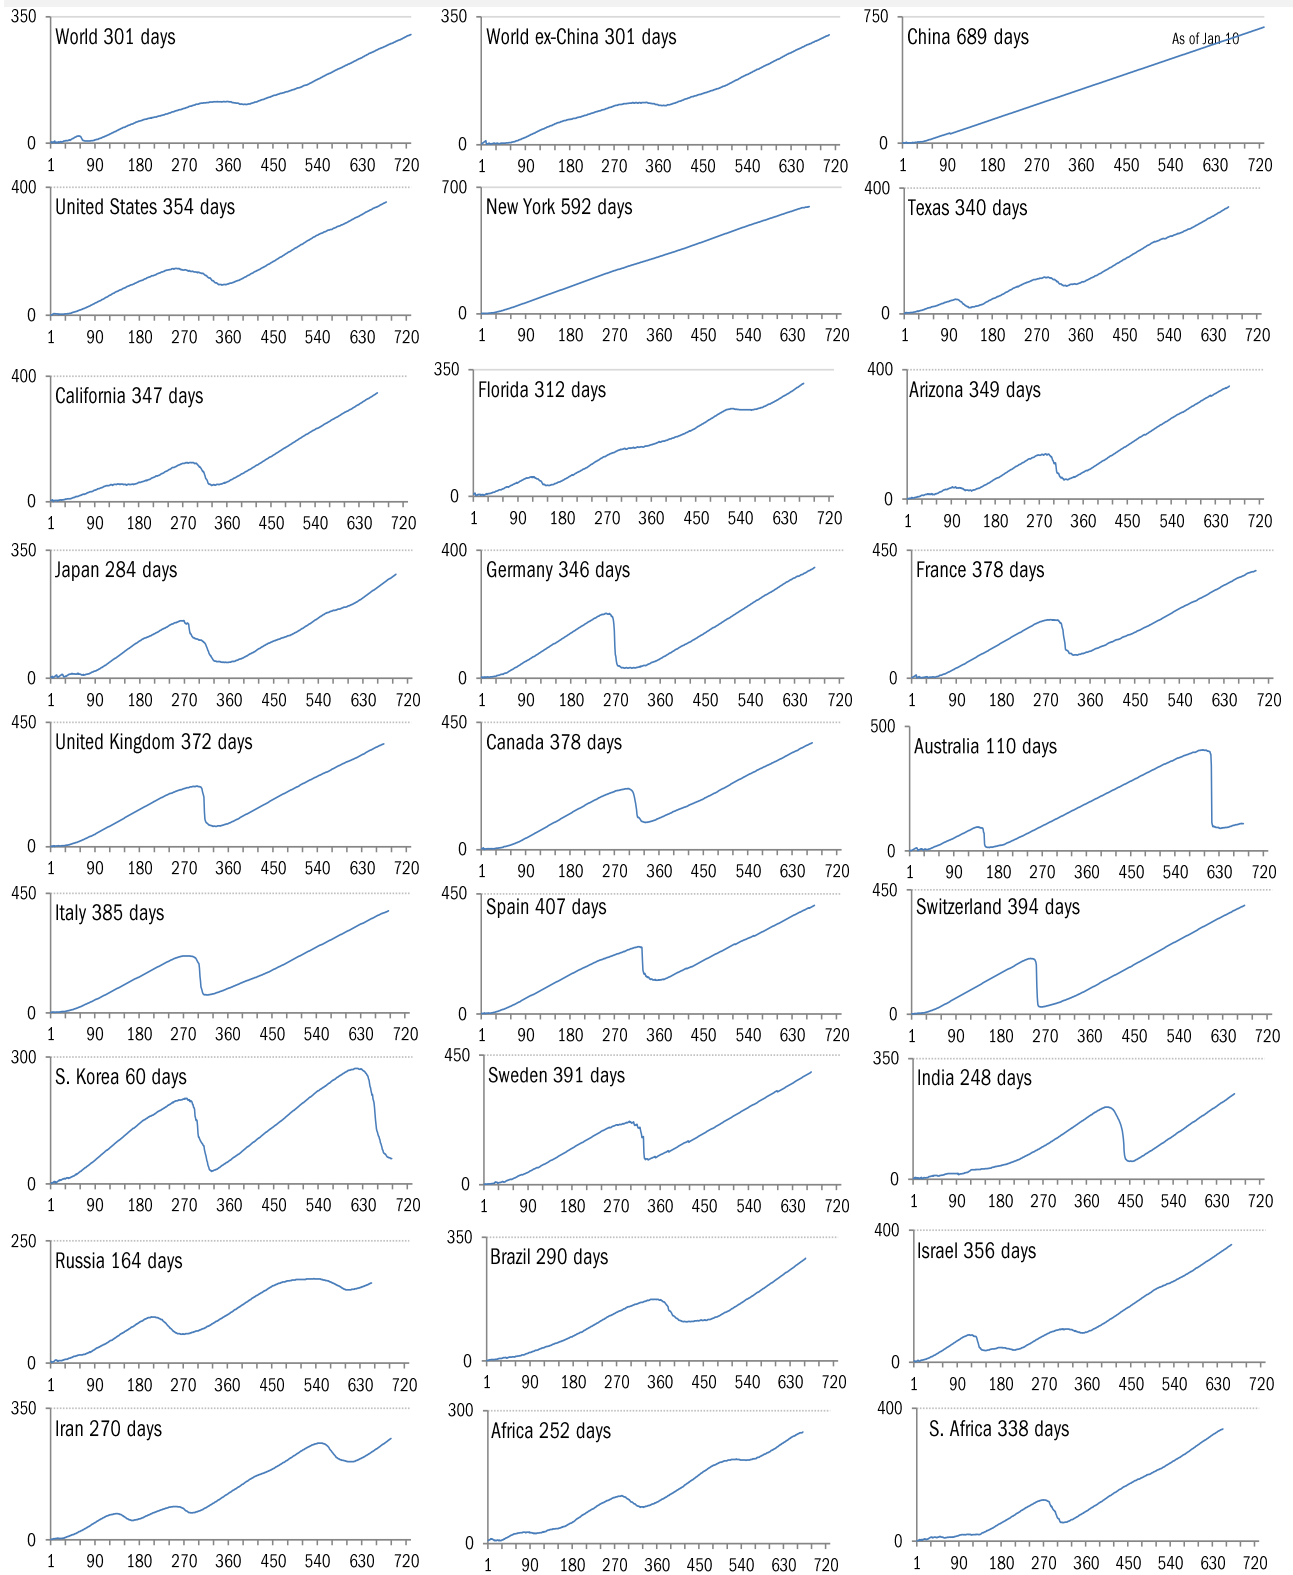 350
World 301 days
0
1 90 180 270 360 450 540 630 720
350
World ex-China 301 days
0
1 90 180 270 360 450 540 630 720
750
China 689 days
As of Jan 10
0
1 90 180 270 360 450 540 630 720
400
United States 354 days
0
1 90 180 270 360 450 540 630 720
700
New York 592 days
0
1 90 180 270 360 450 540 630 720
400
Texas 340 days
0
1 90 180 270 360 450 540 630 720
400
California 347 days
0
1 90 180 270 360 450 540 630 720
350
Florida 312 days
0
1 90 180 270 360 450 540 630 720
400
Arizona 349 days
0
1 90 180 270 360 450 540 630 720
350
Japan 284 days
0
1 90 180 270 360 450 540 630 720
400
Germany 346 days
0
1 90 180 270 360 450 540 630 720
450
France 378 days
0
1 90 180 270 360 450 540 630 720
450
United Kingdom 372 days
0
1 90 180 270 360 450 540 630 720
450
Canada 378 days
0
1 90 180 270 360 450 540 630 720
500
Australia 110 days
0
1 90 180 270 360 450 540 630 720
450
Italy 385 days
0
1 90 180 270 360 450 540 630 720
450
Spain 407 days
0
1 90 180 270 360 450 540 630 720
450
Switzerland 394 days
0
1 90 180 270 360 450 540 630 720
300
S. Korea 60 days
0
1 90 180 270 360 450 540 630 720
450
Sweden 391 days
0
1 90 180 270 360 450 540 630 720
350
India 248 days
0
1 90 180 270 360 450 540 630 720
250
Russia 164 days
0
1 90 180 270 360 450 540 630 720
350
Brazil 290 days
0
1 90 180 270 360 450 540 630 720
400
Israel 356 days
0
1 90 180 270 360 450 540 630 720
350
Iran 270 days
0
1 90 180 270 360 450 540 630 720
300
Africa 252 days
0
1 90 180 270 360 450 540 630 720
400
S. Africa 338 days
0
1 90 180 270 360 450 540 630 720